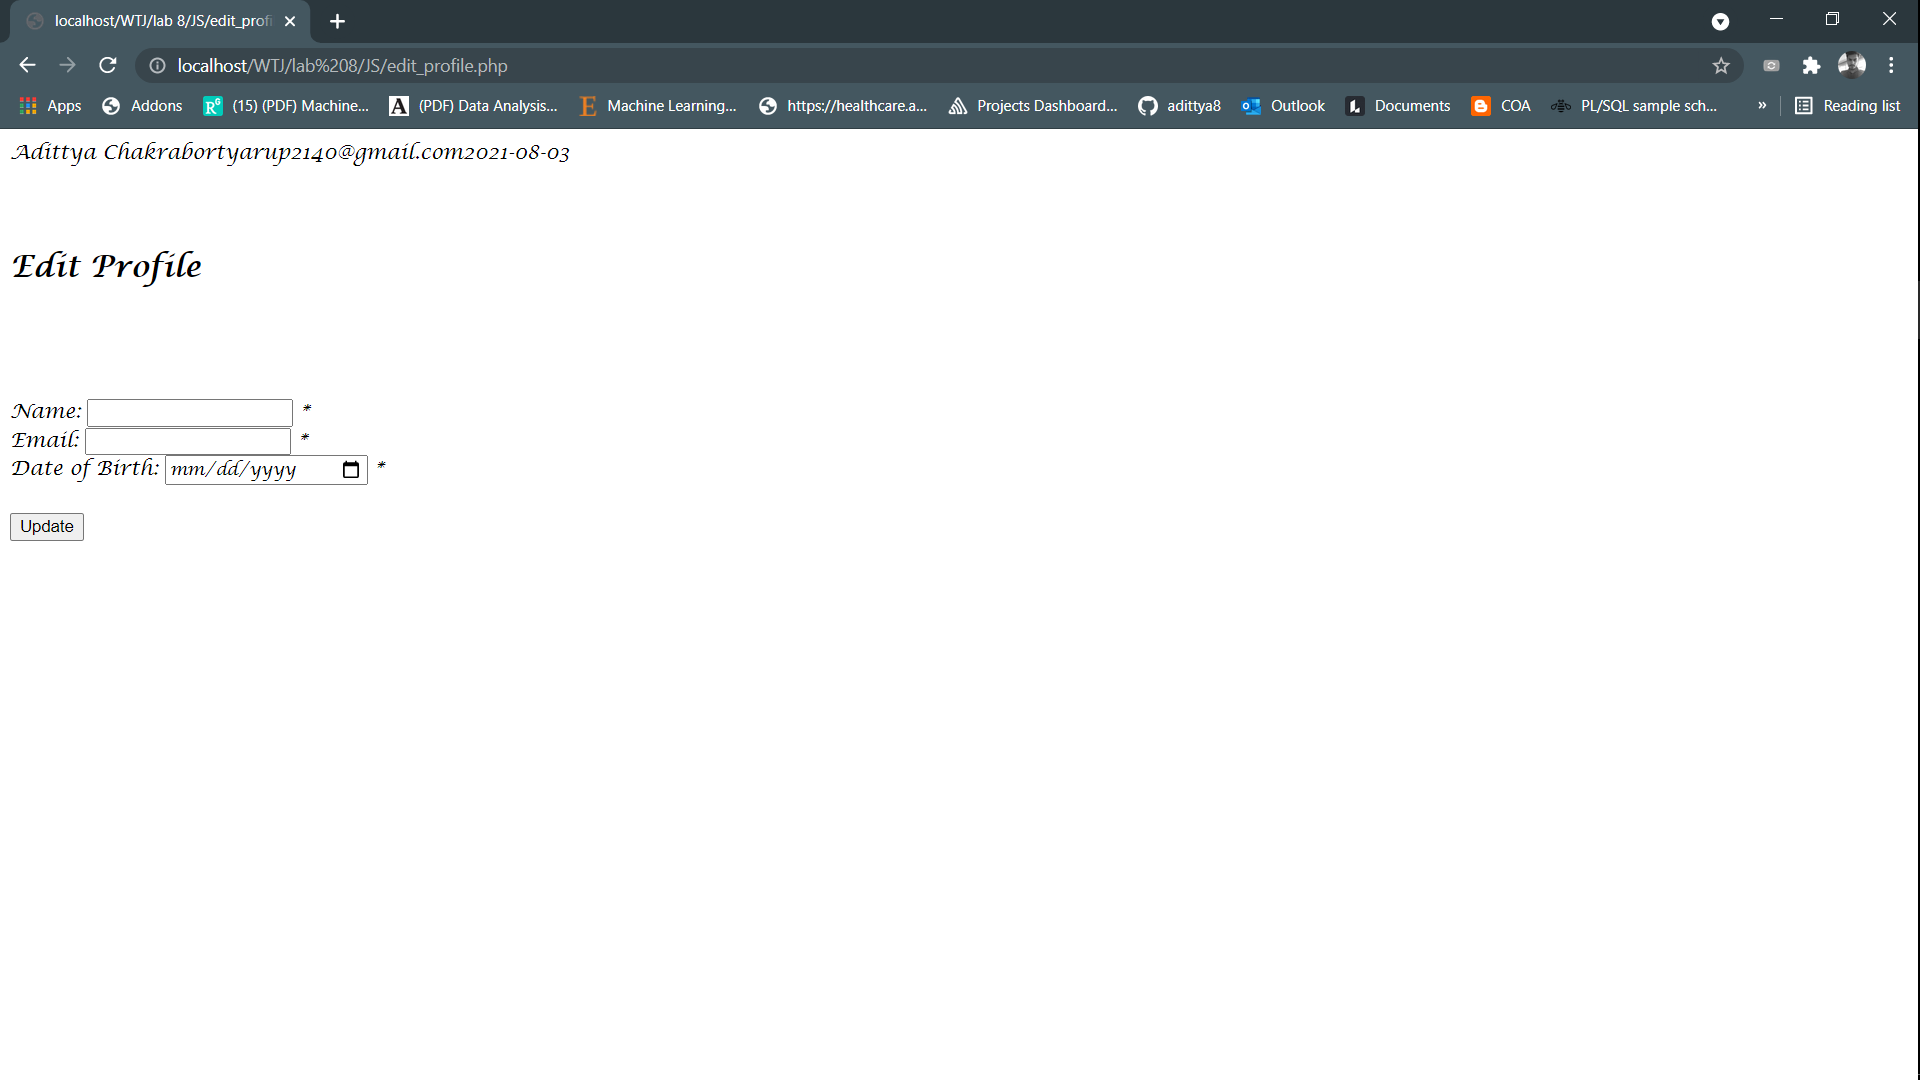 localhost/WTJ/lab 8/JS/edit_profi
localhost/WTJ/lab%208/JS/edit_profile.php
Apps Addons (15) (PDF) Machine... (PDF) Data Analysis... Machine Learning... https://healthcare.a... Projects Dashboard... adittya8 Outlook Documents COA PL/SQL sample sch... » Reading list
Adittya Chakrabortyarup2140@gmail.com2021-08-03
Edit Profile
Name: *
Email: *
Date of Birth: mm/dd/yyyy *
Update